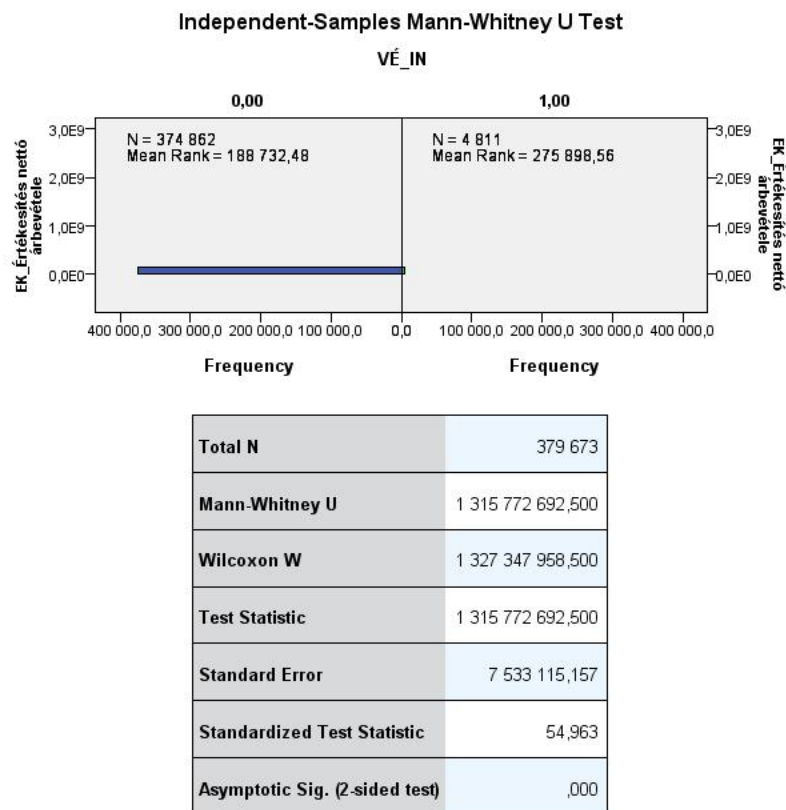 Independent-Samples Mann-Whitney U Test
VÉ_IN
0,00 1,00
EK_Értékesítés nettó
árbevétele
3,0E9
2,0E9
1,0E9
0,0E0
N = 374 862
Mean Rank = 188 732,48
N = 4 811
Mean Rank = 275 898,56
3,0E9
2,0E9
1,0E9
0,0E0
EK_Értékesítés nettó
árbevétele
400 000,0 300 000,0 200 000,0 100 000,0 0,0 100 000,0 200 000,0 300 000,0 400 000,0
Frequency Frequency
Total N 379 673
Mann-Whitney U 1 315 772 692,500
Wilcoxon W 1 327 347 958,500
Test Statistic 1 315 772 692,500
Standard Error 7 533 115,157
Standardized Test Statistic 54,963
Asymptotic Sig. (2-sided test) ,000